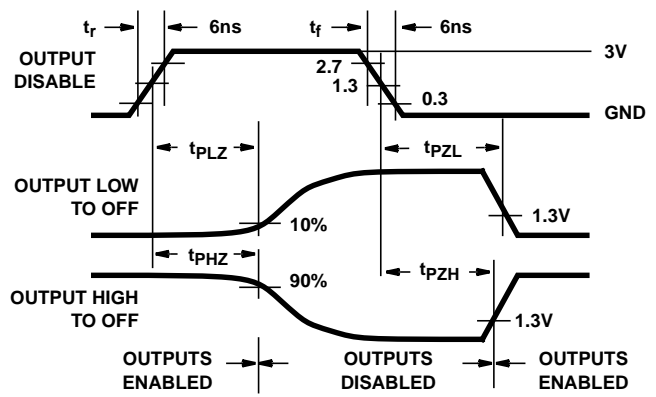 tr 6ns tf 6ns
OUTPUT
DISABLE
3V
2.7
1.3
0.3
GND
tPLZ tPZL
OUTPUT LOW
TO OFF
10%
1.3V
tPHZ tPZH
90%
OUTPUT HIGH
TO OFF
1.3V
OUTPUTS
ENABLED
OUTPUTS
DISABLED
OUTPUTS
ENABLED